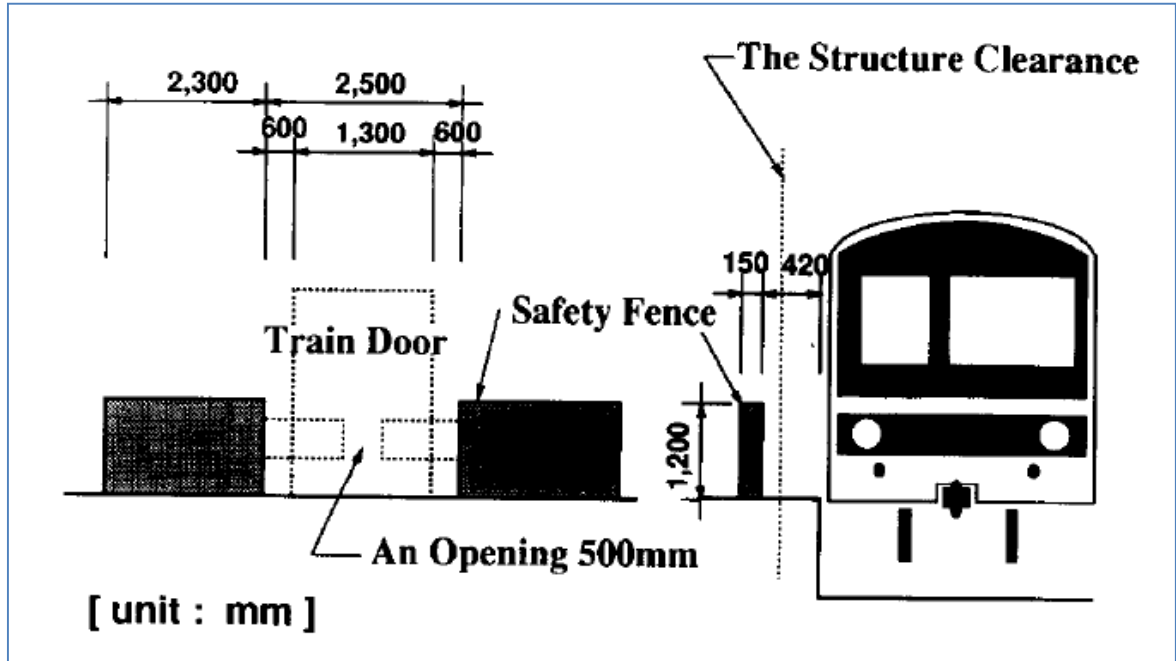 The Structure Clearance
2,300 2,500
600 1,300 600
150 420
Safety Fence
Train Door
1,200
An Opening 500mm
[ unit : mm ]